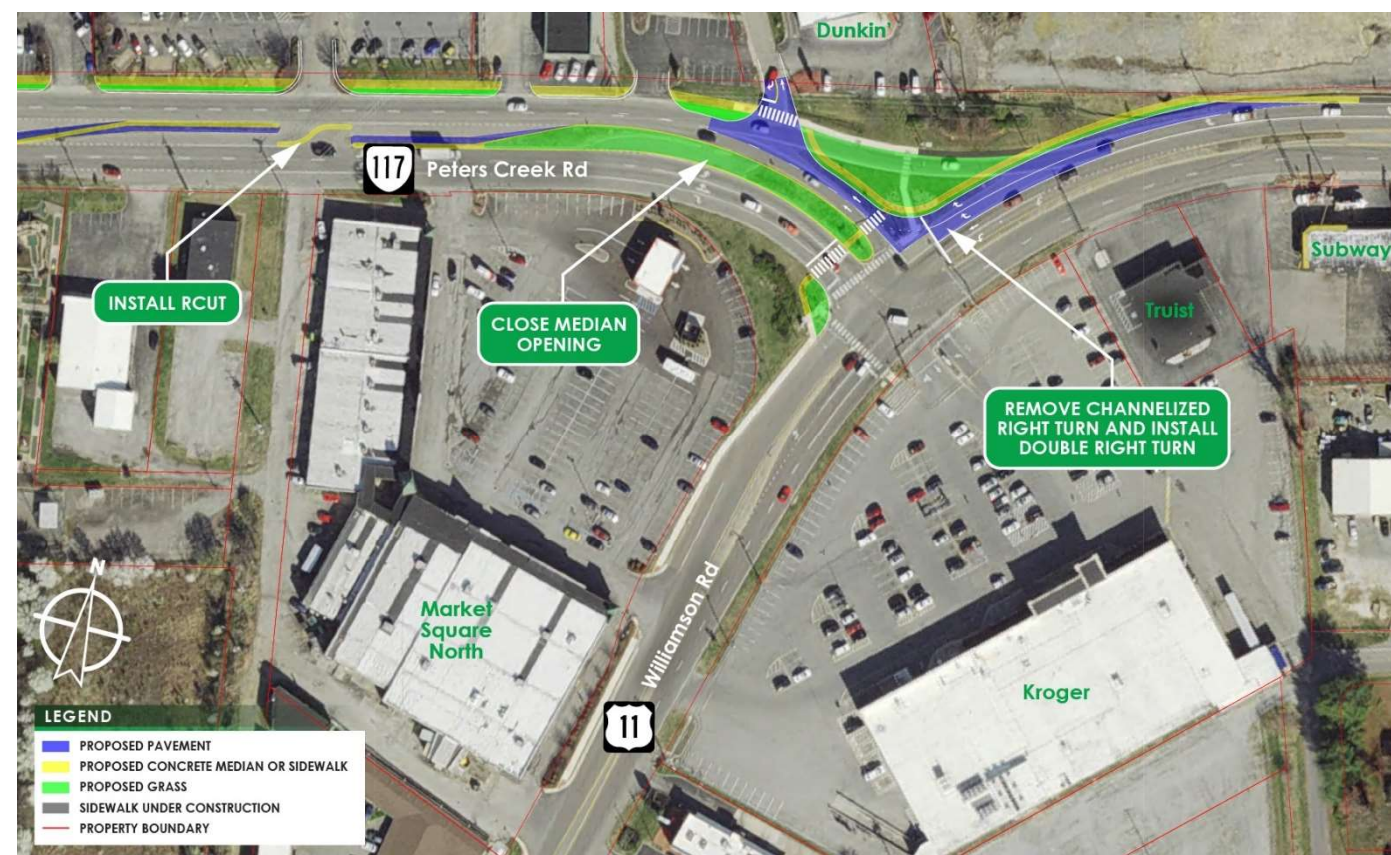 Dunkin'
117
Peters Creek Rd
INSTALL RCUT
CLOSE MEDIAN
OPENING
Subway
Truist
REMOVE CHANNELIZED
RIGHT TURN AND INSTALL
DOUBLE RIGHT TURN
N
Market
Square
North
Williamson Rd
Kroger
11
LEGEND
PROPOSED PAVEMENT
PROPOSED CONCRETE MEDIAN OR SIDEWALK
PROPOSED GRASS
SIDEWALK UNDER CONSTRUCTION
PROPERTY BOUNDARY